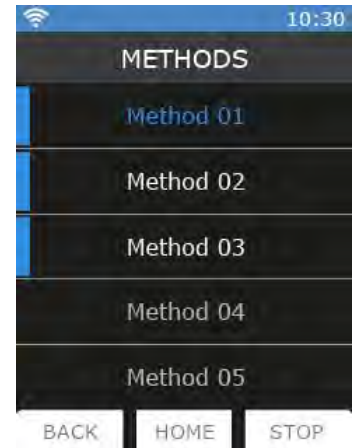 10:30
METHODS
Method 01
Method 02
Method 03
Method 04
Method 05
BACK HOME STOP